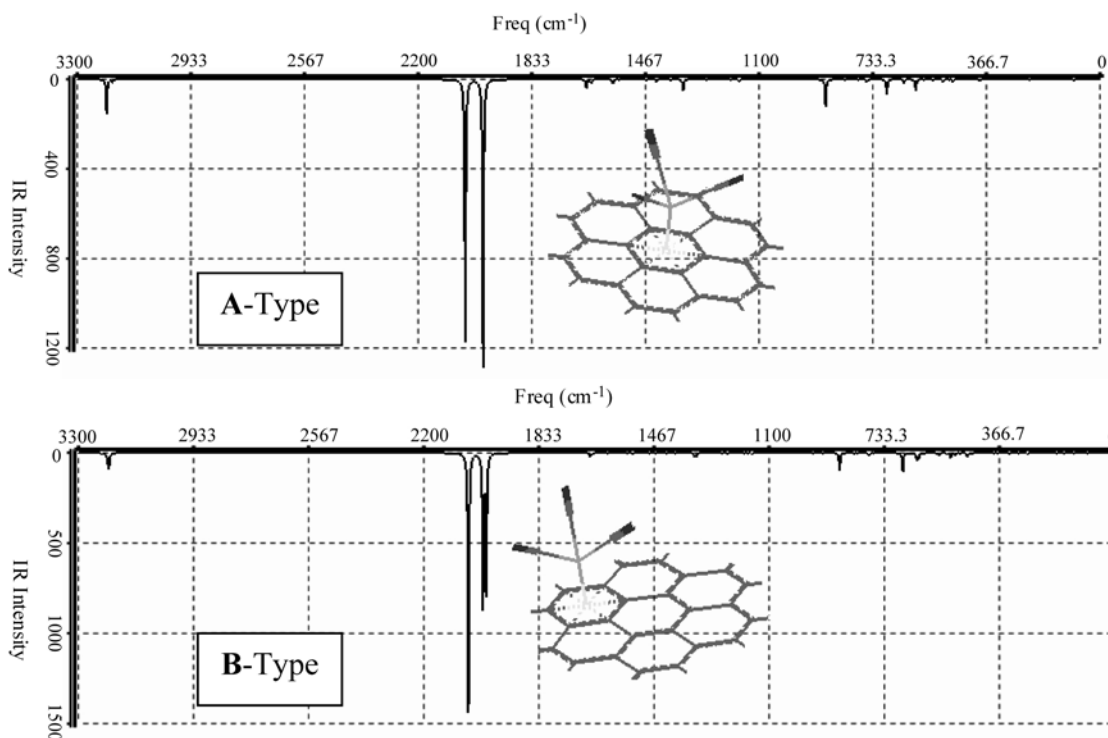 Freq (cm-1)
3300 2933 2567 2200 1833 1467 1100 733.3 366.7 0
0
400
800
1200
IR Intensity
A-Type
Freq (cm-1)
3300 2933 2567 2200 1833 1467 1100 733.3 366.7
0
500
1000
1500
IR Intensity
B-Type